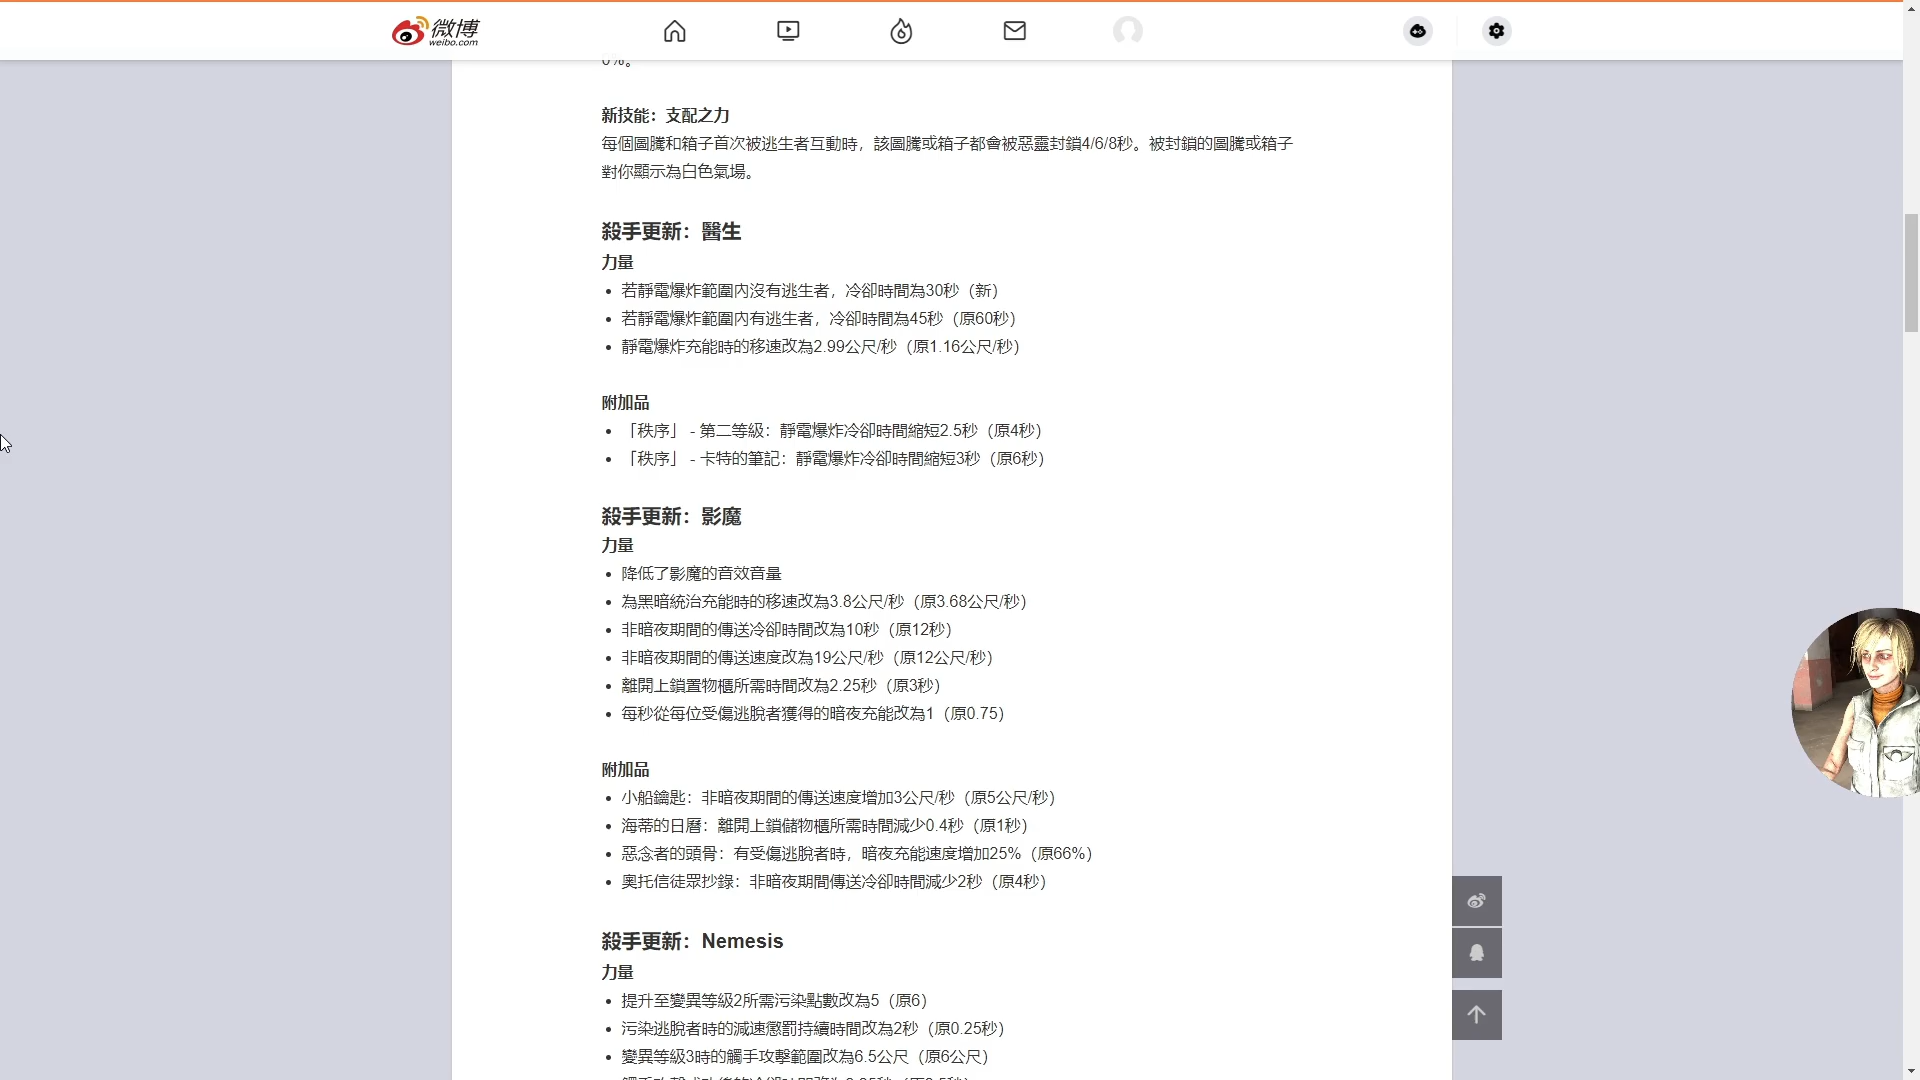 微博
weibo.com
0%。
新技能：支配之力
每個圖騰和箱子首次被逃生者互動時，該圖騰或箱子都會被惡靈封鎖4/6/8秒。被封鎖的圖騰或箱子
對你顯示為白色氣場。
殺手更新：醫生
力量
• 若靜電爆炸範圍內沒有逃生者，冷卻時間為30秒（新）
• 若靜電爆炸範圍內有逃生者，冷卻時間為45秒（原60秒）
• 靜電爆炸充能時的移速改為2.99公尺/秒（原1.16公尺/秒）
附加品
• 「秩序」 - 第二等級：靜電爆炸冷卻時間縮短2.5秒（原4秒）
• 「秩序」 - 卡特的筆記：靜電爆炸冷卻時間縮短3秒（原6秒）
殺手更新：影魔
力量
• 降低了影魔的音效音量
• 為黑暗統治充能時的移速改為3.8公尺/秒（原3.68公尺/秒）
• 非暗夜期間的傳送冷卻時間改為10秒（原12秒）
• 非暗夜期間的傳送速度改為19公尺/秒（原12公尺/秒）
• 離開上鎖置物櫃所需時間改為2.25秒（原3秒）
• 每秒從每位受傷逃脫者獲得的暗夜充能改為1（原0.75）
附加品
• 小船鑰匙：非暗夜期間的傳送速度增加3公尺/秒（原5公尺/秒）
• 海蒂的日曆：離開上鎖儲物櫃所需時間減少0.4秒（原1秒）
• 惡念者的頭骨：有受傷逃脫者時，暗夜充能速度增加25%（原66%）
• 奧托信徒眾抄錄：非暗夜期間傳送冷卻時間減少2秒（原4秒）
殺手更新：Nemesis
力量
• 提升至變異等級2所需污染點數改為5（原6）
• 污染逃脫者時的減速懲罰持續時間改為2秒（原0.25秒）
• 變異等級3時的觸手攻擊範圍改為6.5公尺（原6公尺）